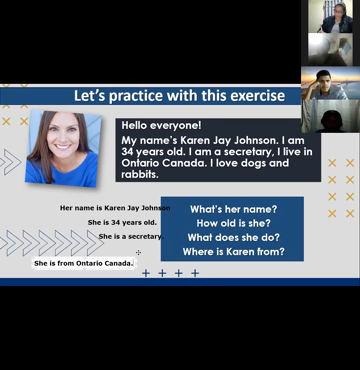 Let's practice with this exercise
Hello everyone!
My name's Karen Jay Johnson. I am
34 years old. I am a secretary, I live in
Ontario Canada. I love dogs and
rabbits.
Her name is Karen Jay Johnson
She is 34 years old.
She is a secretary.
She is from Ontario Canada.
What's her name?
How old is she?
What does she do?
Where is Karen from?